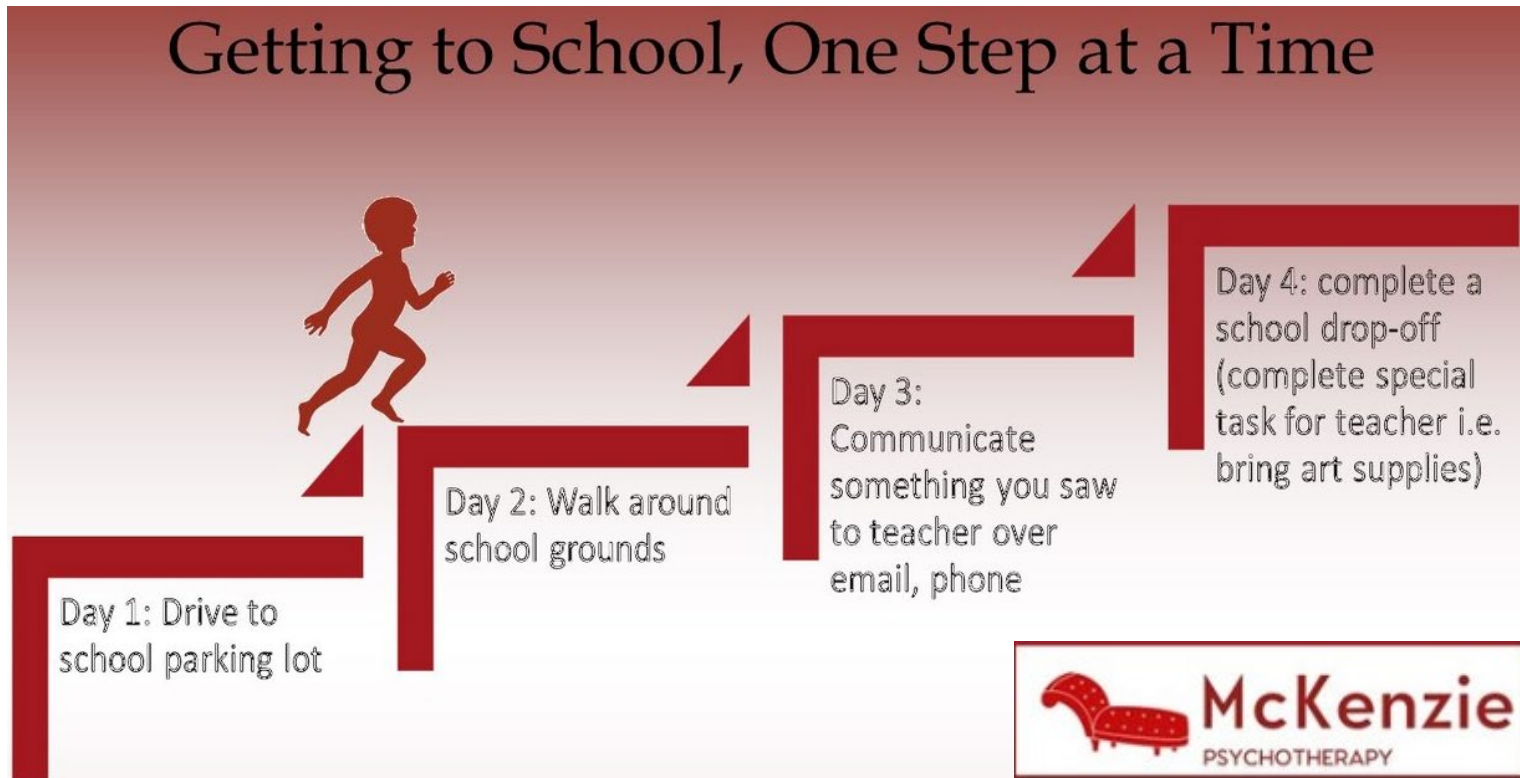 Getting to School, One Step at a Time
Day 1: Drive to
school parking lot
Day 2: Walk around
school grounds
Day 3:
Communicate
something you saw
to teacher over
email, phone
Day 4: complete a
school drop-off
(complete special
task for teacher i.e.
bring art supplies)
McKenzie
PSYCHOTHERAPY